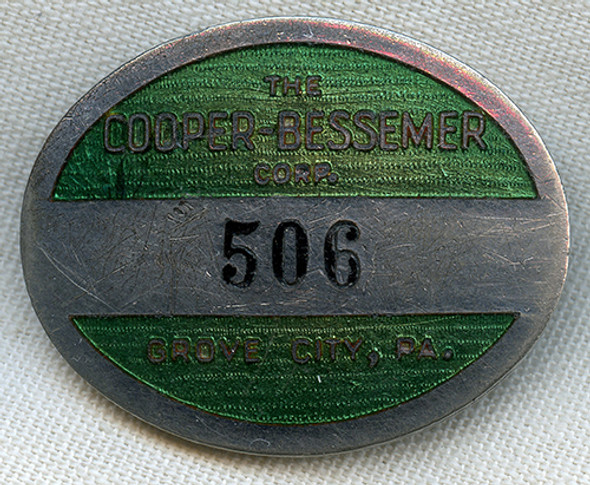 THE
COOPER-BESSEMER
CORP.
506
GROVE CITY, PA.